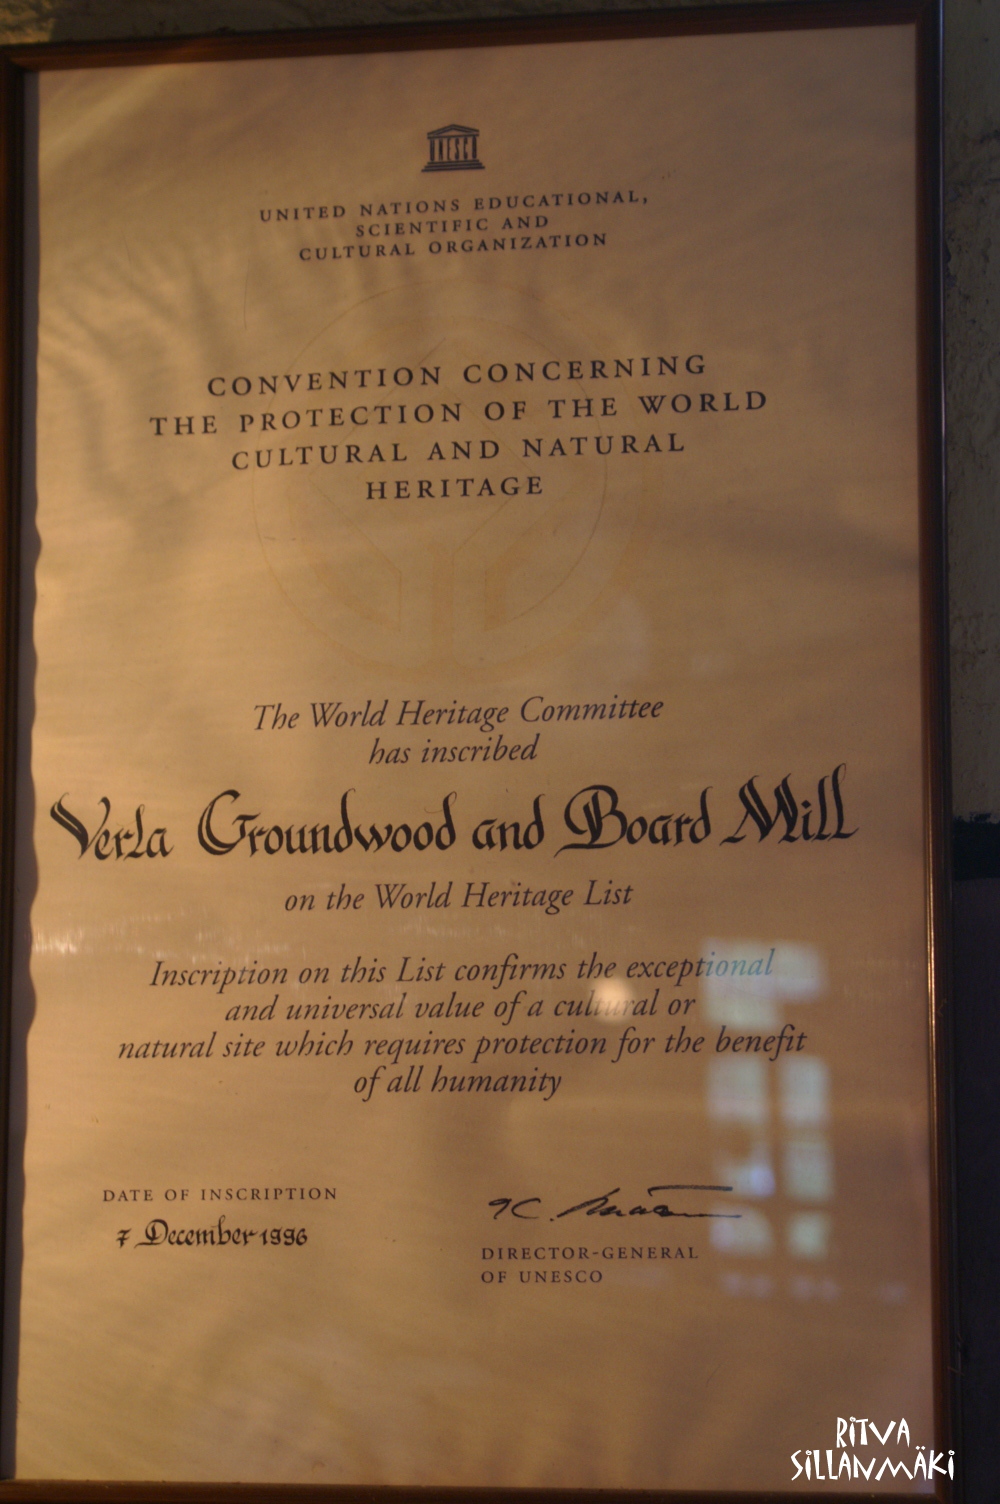 UNESCO
UNITED NATIONS EDUCATIONAL,
SCIENTIFIC AND
CULTURAL ORGANIZATION
CONVENTION CONCERNING
THE PROTECTION OF THE WORLD
CULTURAL AND NATURAL
HERITAGE
The World Heritage Committee
has inscribed
Verla Groundwood and Board Mill
on the World Heritage List
Inscription on this List confirms the exceptional
and universal value of a cultural or
natural site which requires protection for the benefit
of all humanity
DATE OF INSCRIPTION
7 December 1996
DIRECTOR-GENERAL
OF UNESCO
RITVA
SILLANMÄKI